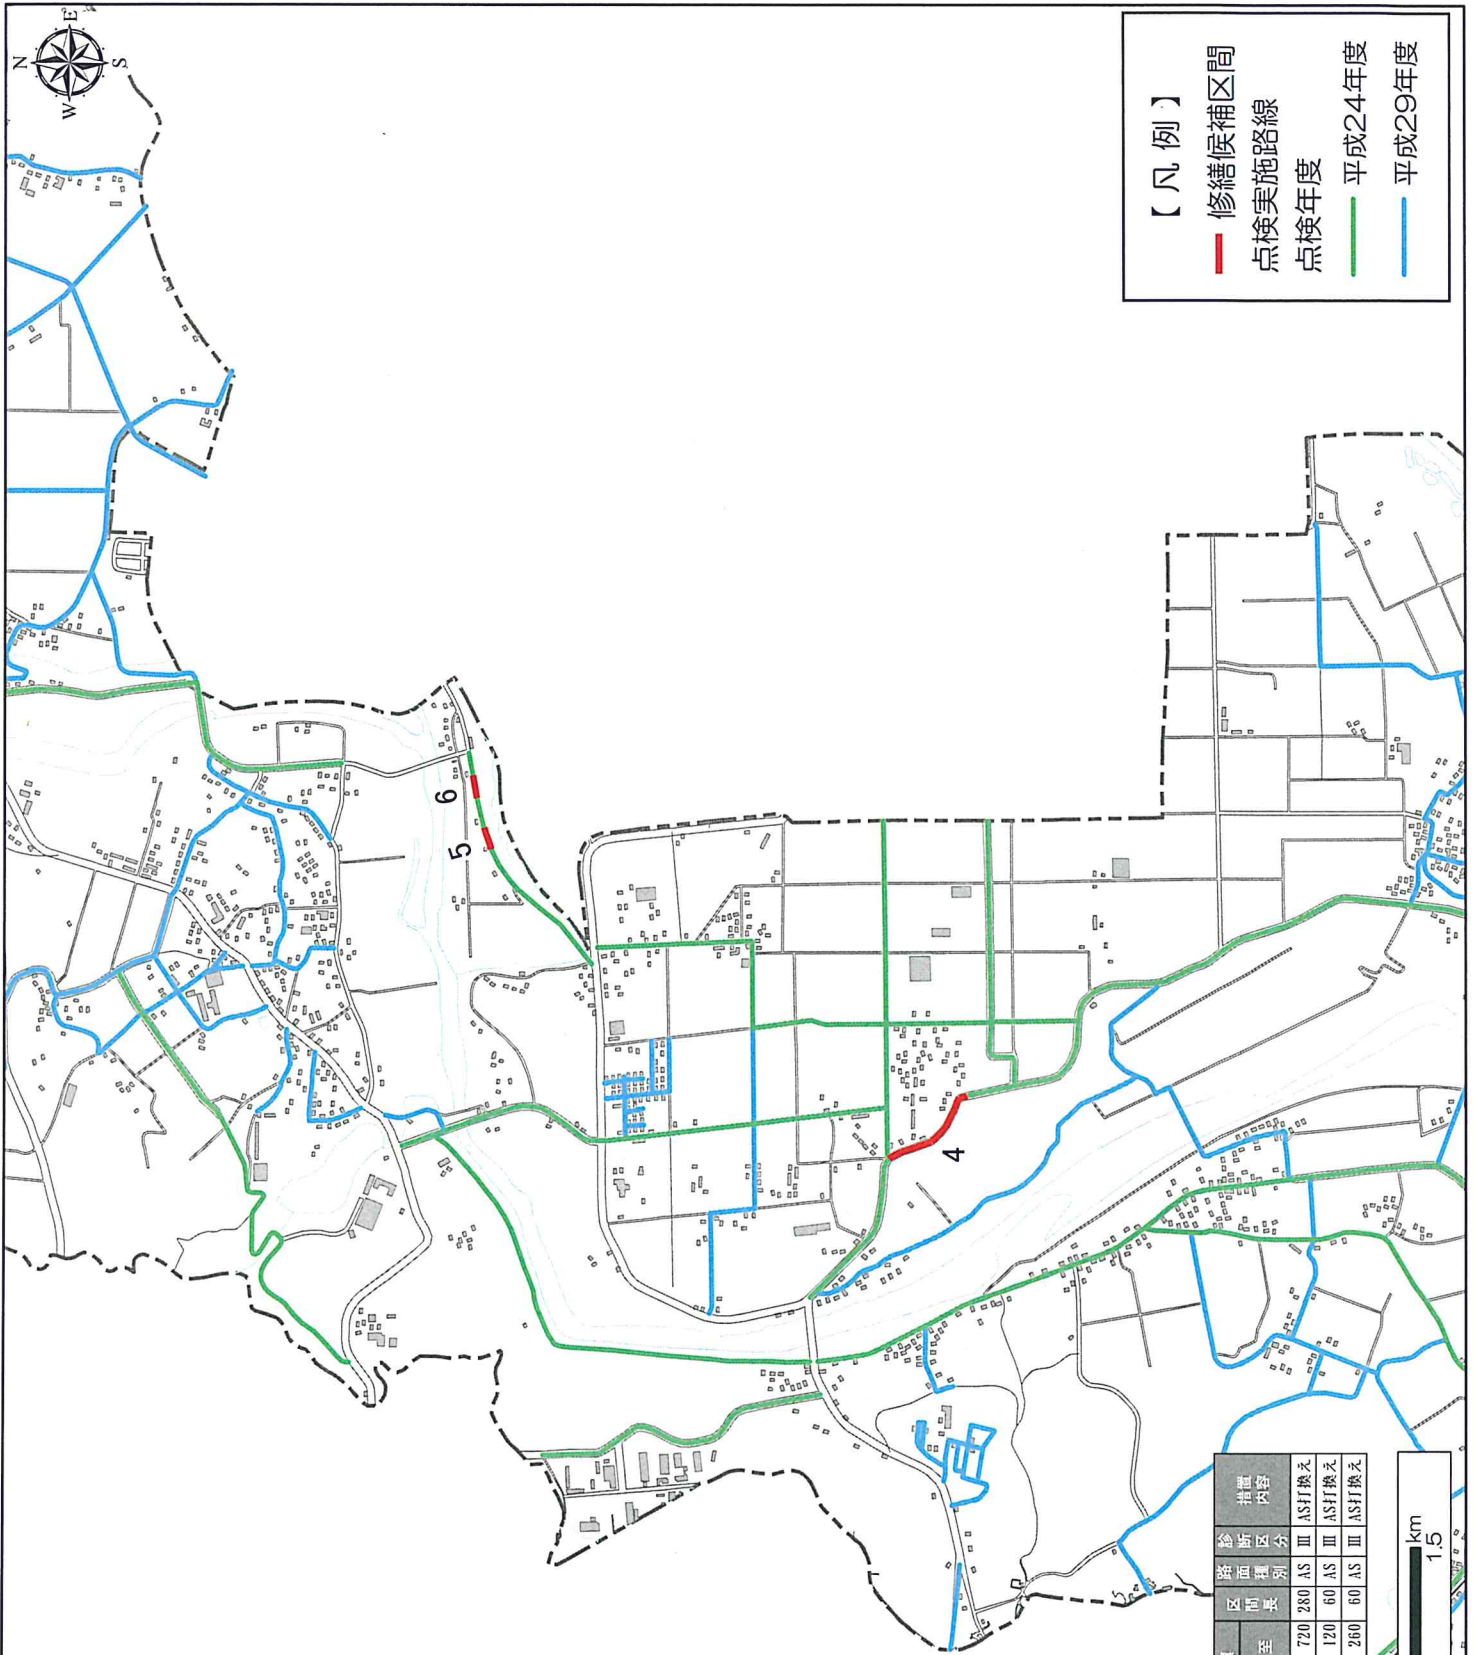 N
E
S
W
【 凡 例 】
修繕候補区間
点検実施路線
点検年度
平成24年度
平成29年度
6
5
4
至 区間長 路面種別 診断区分 措置内容
720 280 AS Ⅲ AS打換え
120 60 AS Ⅲ AS打換え
260 60 AS Ⅲ AS打換え
km
1.5